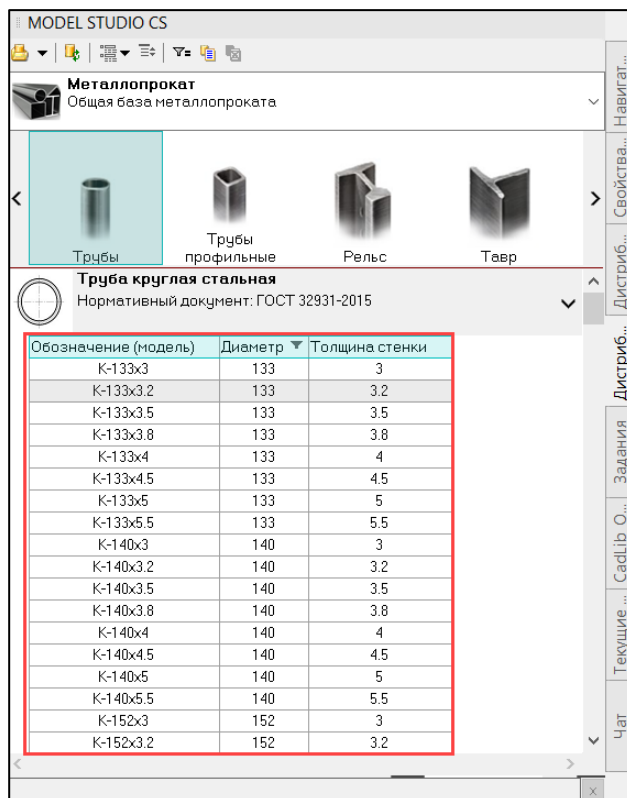 MODEL STUDIO CS
Металлопрокат
Общая база металлопроката
Трубы
Трубы профильные
Рельс
Тавр
Труба круглая стальная
Нормативный документ: ГОСТ 32931-2015
Обозначение (модель) Диаметр Толщина стенки
К-133x3 133 3
К-133x3.2 133 3.2
К-133x3.5 133 3.5
К-133x3.8 133 3.8
К-133x4 133 4
К-133x4.5 133 4.5
К-133x5 133 5
К-133x5.5 133 5.5
К-140x3 140 3
К-140x3.2 140 3.2
К-140x3.5 140 3.5
К-140x3.8 140 3.8
К-140x4 140 4
К-140x4.5 140 4.5
К-140x5 140 5
К-140x5.5 140 5.5
К-152x3 152 3
К-152x3.2 152 3.2
Навигат...
Свойства...
Дистриб...
Дистриб...
Задания
CadLib О...
Текущие ...
Чат